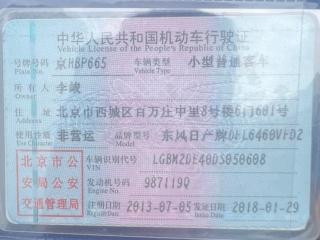 中华人民共和国机动车行驶证
Vehicle License of the People's Republic of China
号牌号码 京HBP665 车辆类型 小型普通客车
Plate No. Vehicle Type
所有人 李峻
Owner
住址 北京市西城区百万庄中里8号楼6门601号
Address
使用性质 非营运 品牌型号 东风日产牌DFL6460VFD2
Use Character Model
北京市公安局公安交通管理局
车辆识别代号 LGBM2DE40DS050608
VIN
发动机号码 987119Q
Engine No.
注册日期 2013-07-05 发证日期 2018-01-29
Register Date Issue Date